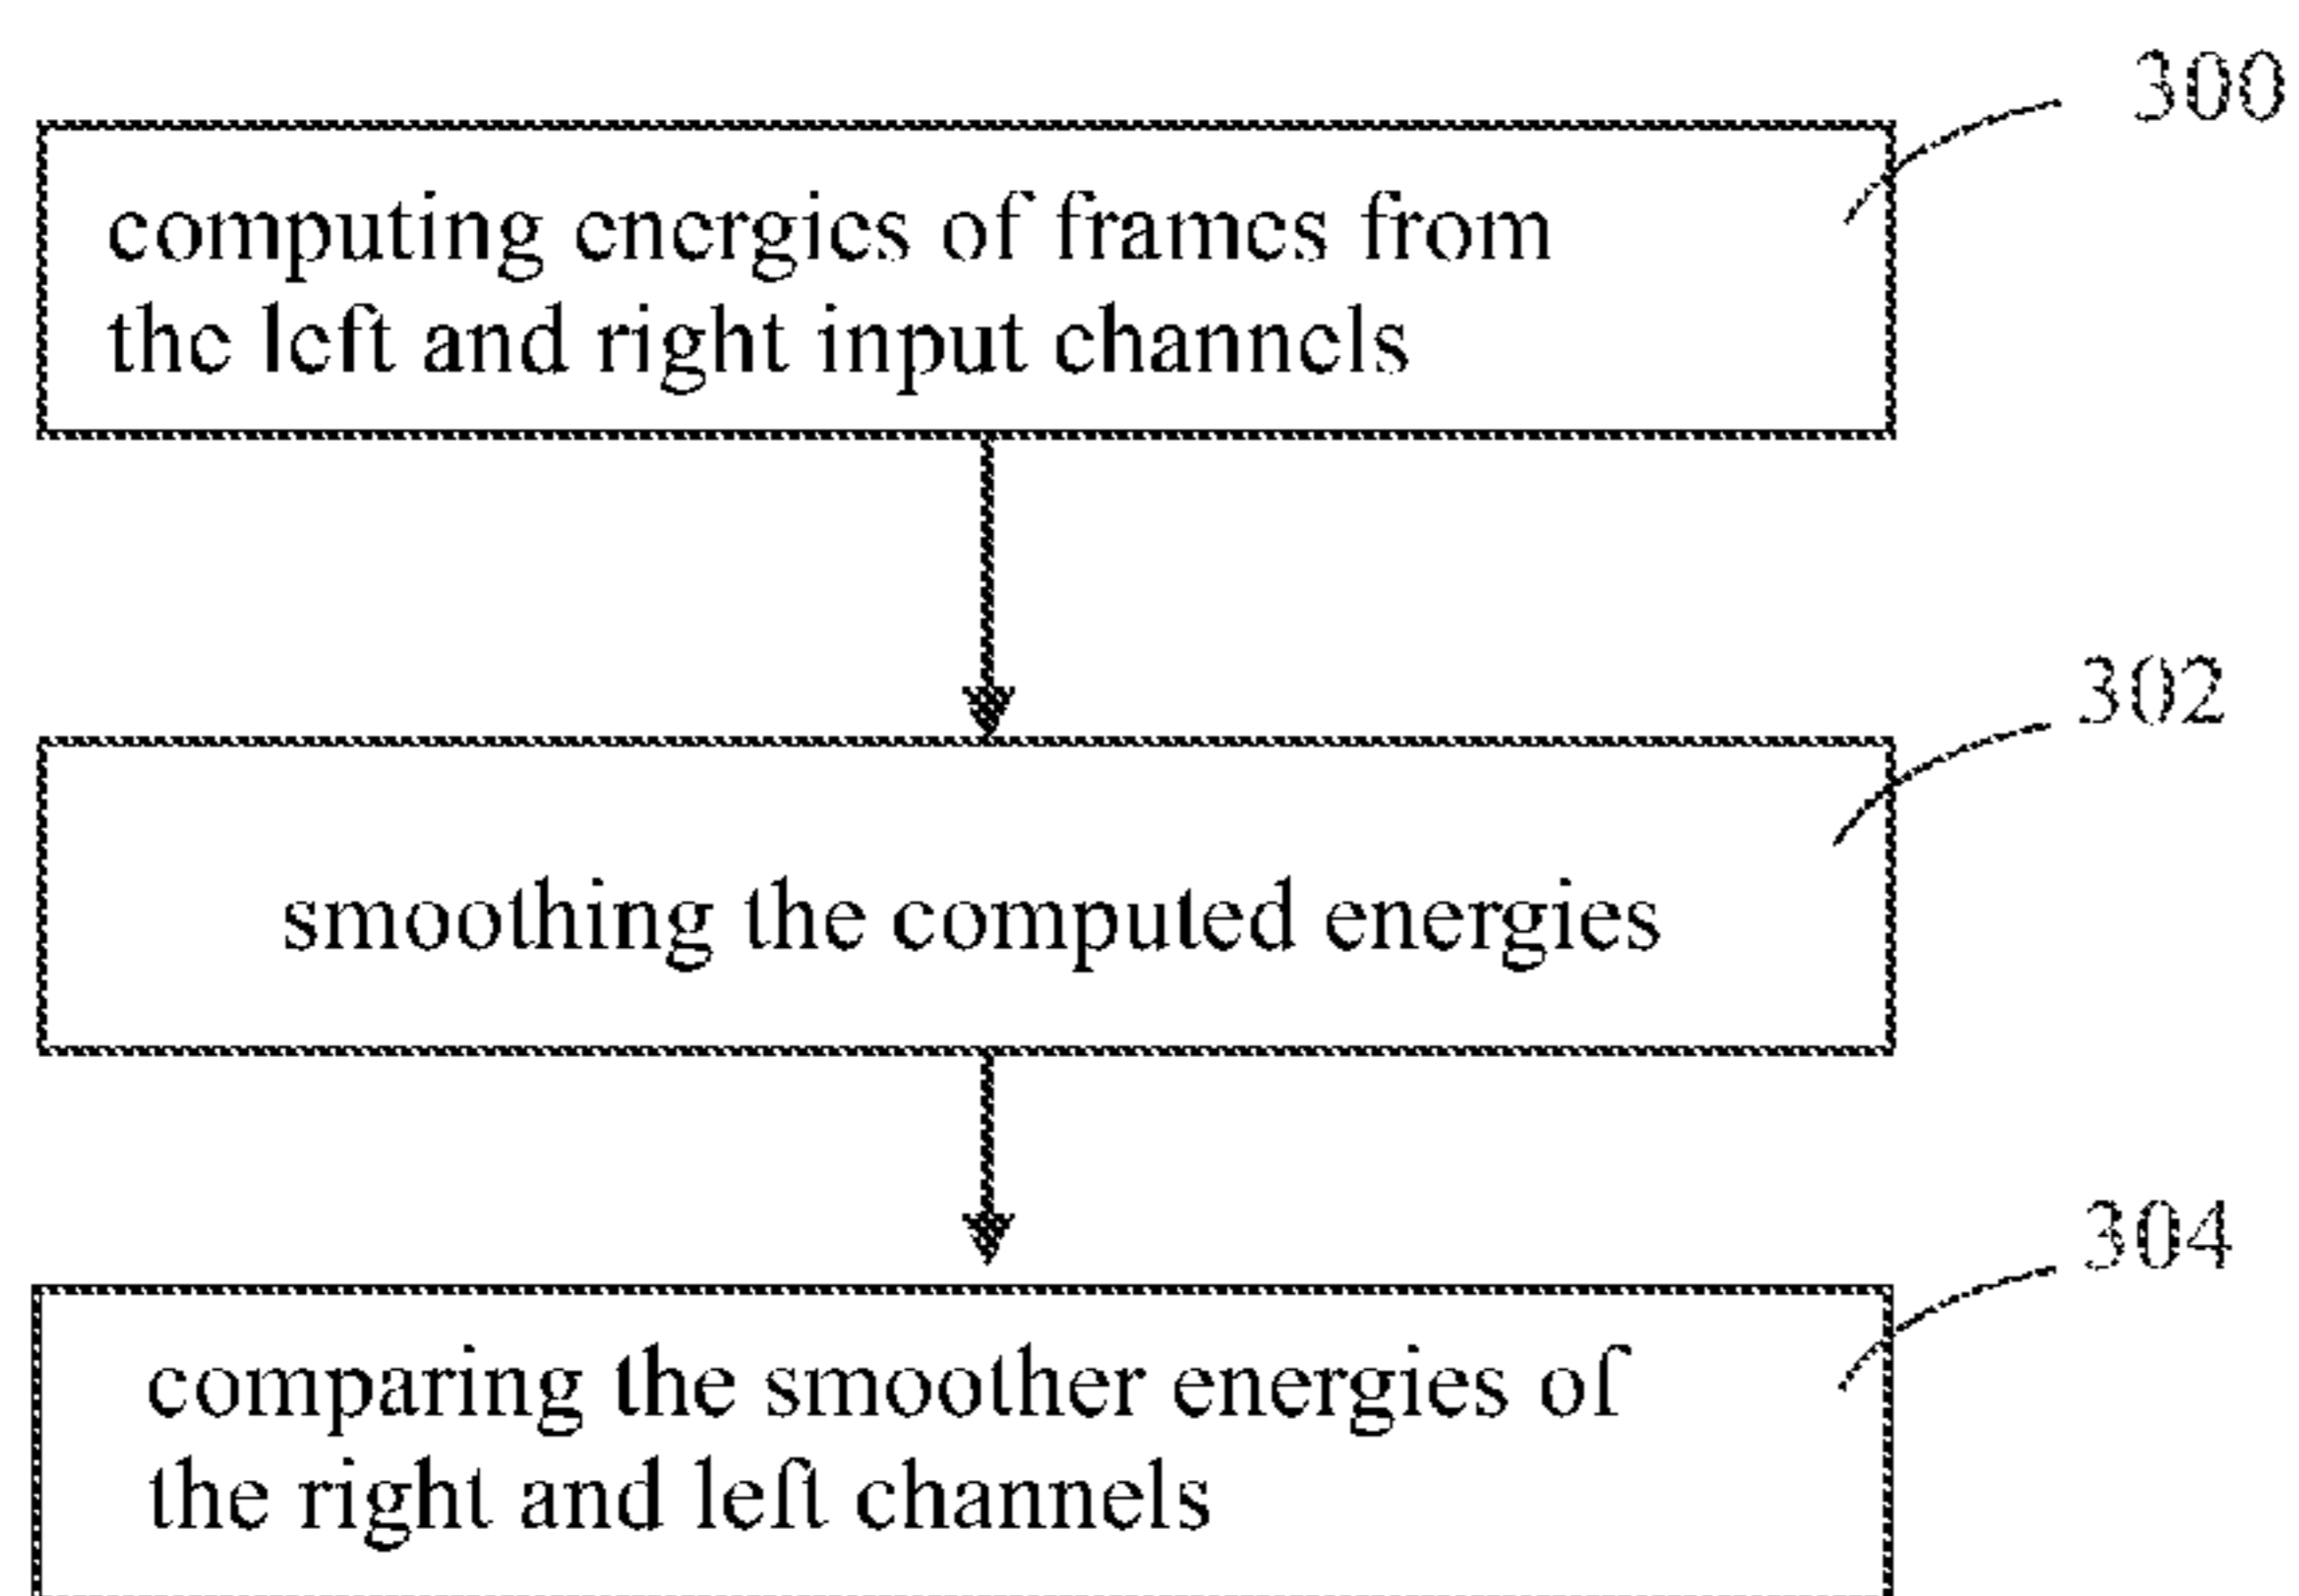 300
computing energies of frames from
the left and right input channels
302
smoothing the computed energies
304
comparing the smoother energies of
the right and left channels